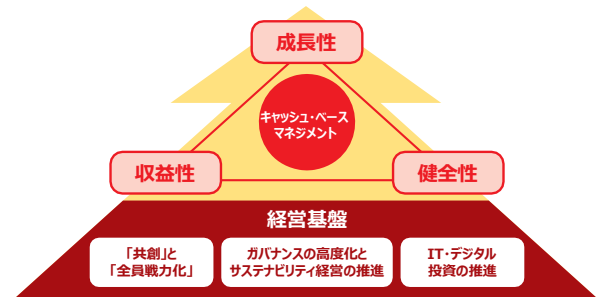 成長性
キャッシュ・ベース
マネジメント
収益性
健全性
経営基盤
「共創」と
「全員戦力化」
ガバナンスの高度化と
サステナビリティ経営の推進
IT・デジタル
投資の推進